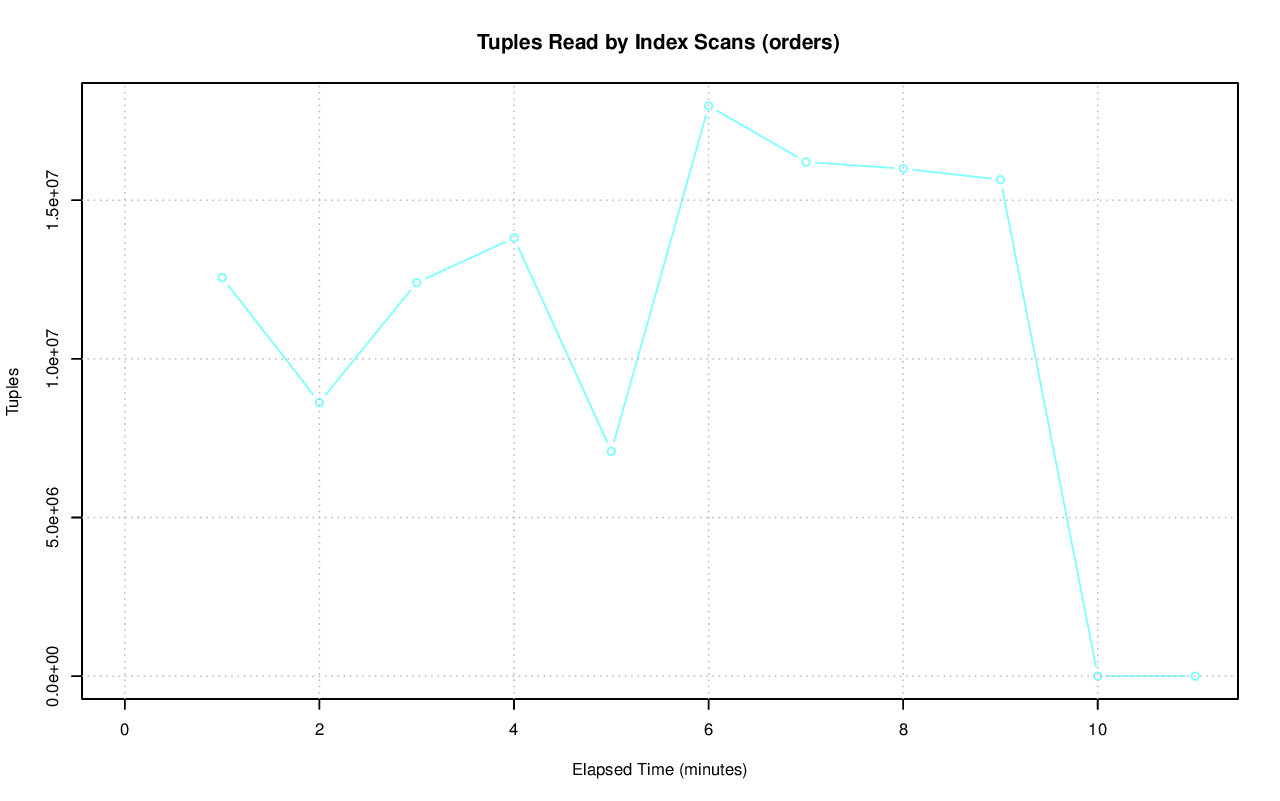 Tuples Read by Index Scans (orders)
1.5e+07
1.0e+07
5.0e+06
0.0e+00
Tuples
0 2 4 6 8 10
Elapsed Time (minutes)